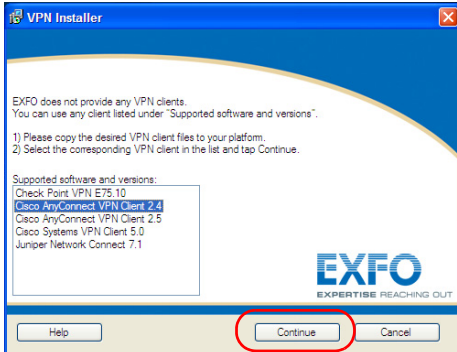 VPN Installer
EXFO does not provide any VPN clients.
You can use any client listed under "Supported software and versions".
1) Please copy the desired VPN client files to your platform.
2) Select the corresponding VPN client in the list and tap Continue.
Supported software and versions:
Check Point VPN E75.10
Cisco AnyConnect VPN Client 2.4
Cisco AnyConnect VPN Client 2.5
Cisco Systems VPN Client 5.0
Juniper Network Connect 7.1
EXFO
EXPERTISE REACHING OUT
Help
Continue
Cancel